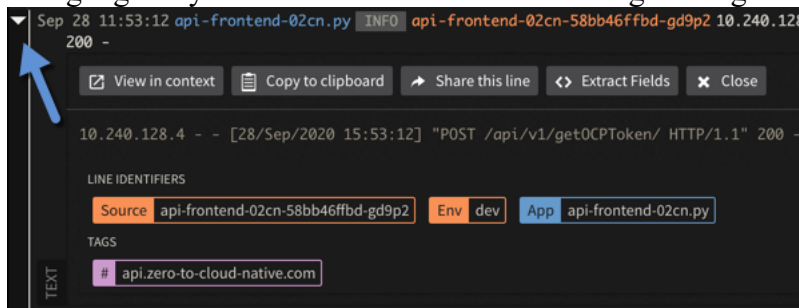 Sep 28 11:53:12 api-frontend-02cn.py INFO api-frontend-02cn-58bb46ffbd-gd9p2 10.240.128
200 -
View in context Copy to clipboard Share this line Extract Fields Close
10.240.128.4 - - [28/Sep/2020 15:53:12] "POST /api/v1/getOCPToken/ HTTP/1.1" 200 -
LINE IDENTIFIERS
Source api-frontend-02cn-58bb46ffbd-gd9p2 Env dev App api-frontend-02cn.py
TAGS
# api.zero-to-cloud-native.com
TEXT